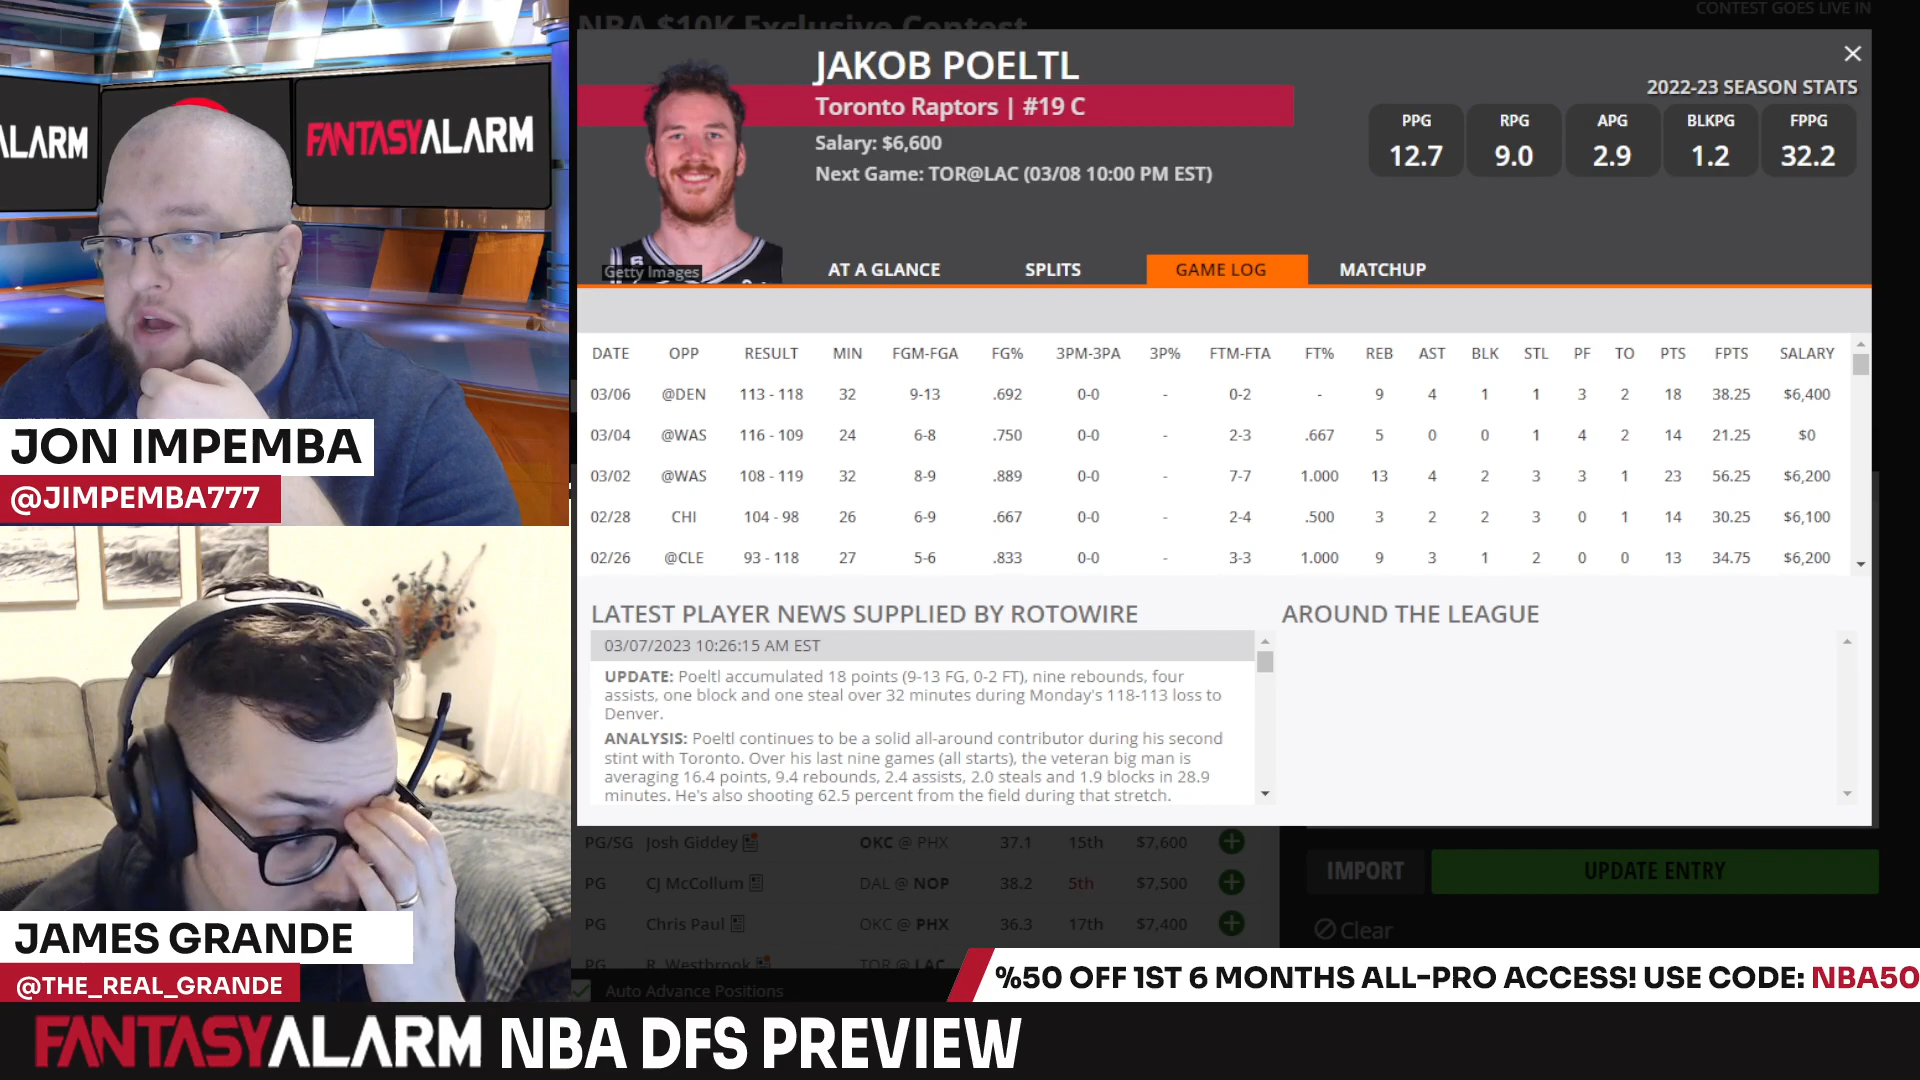 NBA $10K Exclusive Contest
CONTEST GOES LIVE IN
ALARM
FANTASYALARM
JAKOB POELTL
Toronto Raptors | #19 C
Salary: $6,600
Next Game: TOR@LAC (03/08 10:00 PM EST)
Getty Images
2022-23 SEASON STATS
PPG RPG APG BLKPG FPPG
12.7 9.0 2.9 1.2 32.2
AT A GLANCE SPLITS GAME LOG MATCHUP
DATE OPP RESULT MIN FGM-FGA FG% 3PM-3PA 3P% FTM-FTA FT% REB AST BLK STL PF TO PTS FPTS SALARY
03/06 @DEN 113 - 118 32 9-13 .692 0-0 - 0-2 - 9 4 1 1 3 2 18 38.25 $6,400
03/04 @WAS 116 - 109 24 6-8 .750 0-0 - 2-3 .667 5 0 0 1 4 2 14 21.25 $0
03/02 @WAS 108 - 119 32 8-9 .889 0-0 - 7-7 1.000 13 4 2 3 3 1 23 56.25 $6,200
02/28 CHI 104 - 98 26 6-9 .667 0-0 - 2-4 .500 3 2 2 3 0 1 14 30.25 $6,100
02/26 @CLE 93 - 118 27 5-6 .833 0-0 - 3-3 1.000 9 3 1 2 0 0 13 34.75 $6,200
LATEST PLAYER NEWS SUPPLIED BY ROTOWIRE
03/07/2023 10:26:15 AM EST
UPDATE: Poeltl accumulated 18 points (9-13 FG, 0-2 FT), nine rebounds, four
assists, one block and one steal over 32 minutes during Monday's 118-113 loss to
Denver.
ANALYSIS: Poeltl continues to be a solid all-around contributor during his second
stint with Toronto. Over his last nine games (all starts), the veteran big man is
averaging 16.4 points, 9.4 rebounds, 2.4 assists, 2.0 steals and 1.9 blocks in 28.9
minutes. He's also shooting 62.5 percent from the field during that stretch.
AROUND THE LEAGUE
PG/SG Josh Giddey OKC @ PHX 37.1 15th $7,600
PG CJ McCollum DAL @ NOP 38.2 5th $7,500
PG Chris Paul OKC @ PHX 36.3 17th $7,400
PG R. Westbrook TOR @ LAC
Auto Advance Positions
IMPORT UPDATE ENTRY
Clear
JON IMPEMBA
@JIMPEMBA777
JAMES GRANDE
@THE_REAL_GRANDE
%50 OFF 1ST 6 MONTHS ALL-PRO ACCESS! USE CODE: NBA50
FANTASYALARM NBA DFS PREVIEW